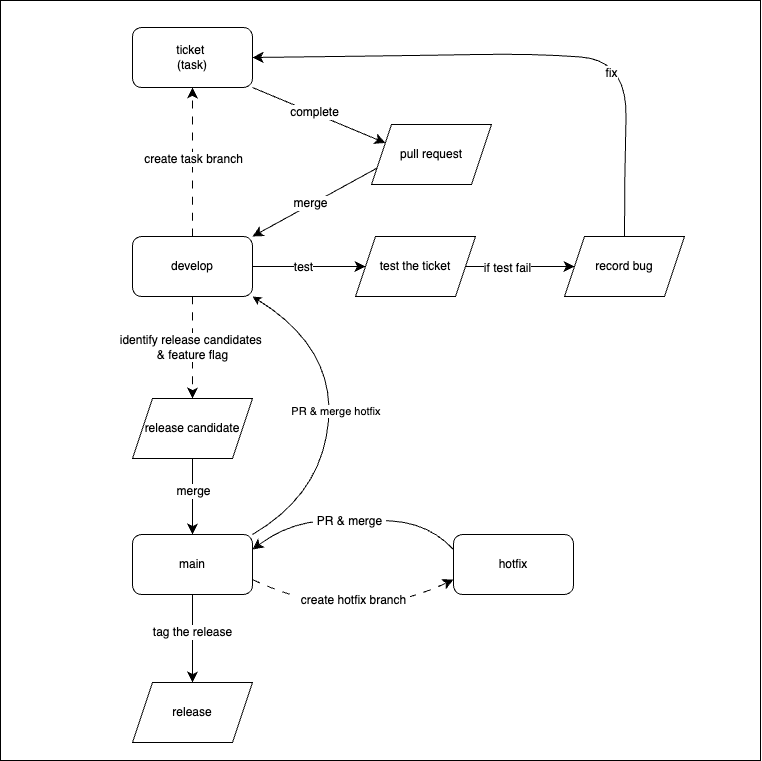 ticket
(task)
fix
complete
pull request
create task branch
merge
develop
test
test the ticket
if test fail
record bug
identify release candidates
& feature flag
PR & merge hotfix
release candidate
merge
PR & merge
main
hotfix
create hotfix branch
tag the release
release